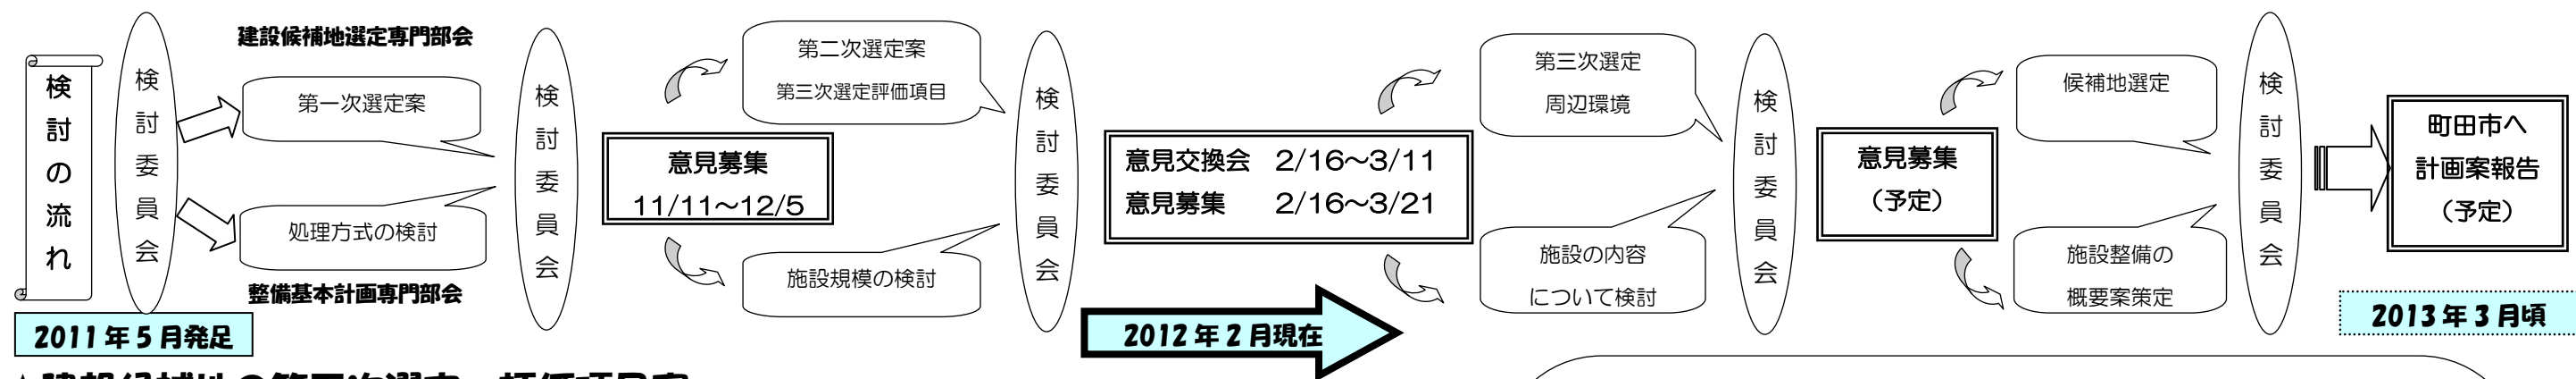 検討の流れ
検討委員会
建設候補地選定専門部会
第一次選定案
処理方式の検討
整備基本計画専門部会
2011年5月発足
検討委員会
意見募集
11/11～12/5
第二次選定案
第三次選定評価項目
施設規模の検討
検討委員会
意見交換会 2/16～3/11
意見募集 2/16～3/21
2012年2月現在
第三次選定
周辺環境
施設の内容
について検討
検討委員会
意見募集
（予定）
候補地選定
施設整備の
概要案策定
検討委員会
町田市へ
計画案報告
（予定）
2013年3月頃